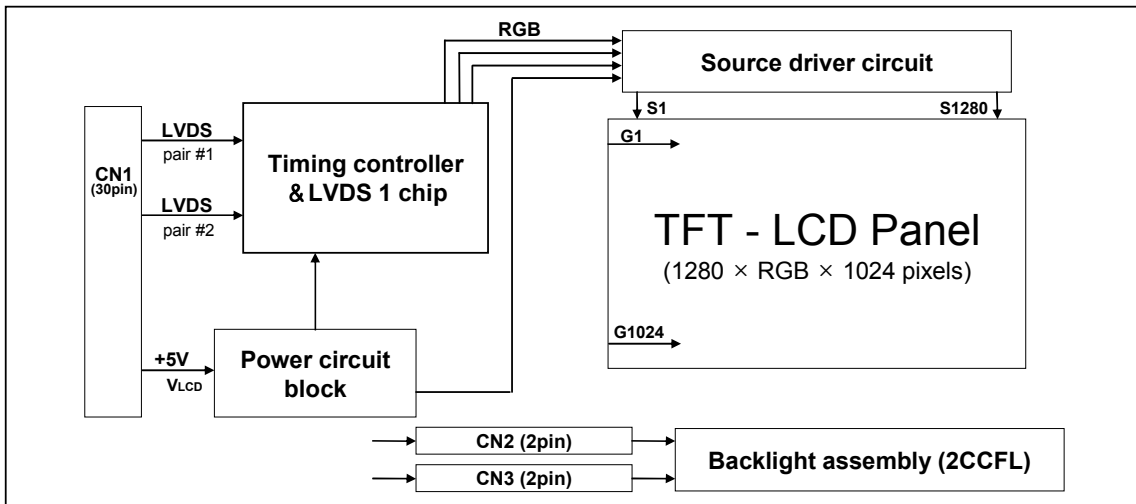 RGB
Source driver circuit
S1
S1280
CN1
(30pin)
LVDS
pair #1
LVDS
pair #2
Timing controller
&LVDS 1 chip
G1
TFT - LCD Panel
(1280 × RGB × 1024 pixels)
G1024
+5V
VLCD
Power circuit
block
CN2 (2pin)
CN3 (2pin)
Backlight assembly (2CCFL)